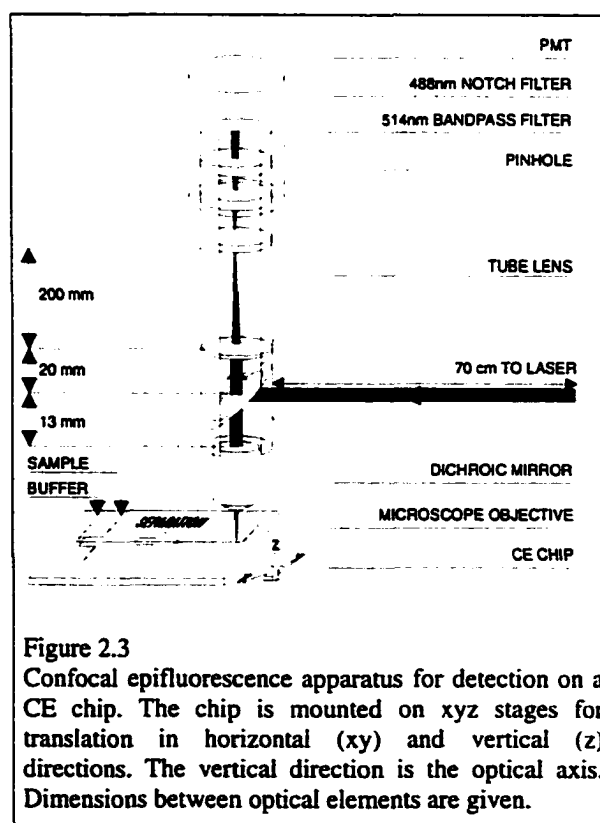 PMT
488nm NOTCH FILTER
514nm BANDPASS FILTER
PINHOLE
TUBE LENS
200 mm
20 mm
70 cm TO LASER
13 mm
SAMPLE
DICHROIC MIRROR
BUFFER
MICROSCOPE OBJECTIVE
CE CHIP
z
x
y
Figure 2.3
Confocal epifluorescence apparatus for detection on a
CE chip. The chip is mounted on xyz stages for
translation in horizontal (xy) and vertical (z)
directions. The vertical direction is the optical axis.
Dimensions between optical elements are given.